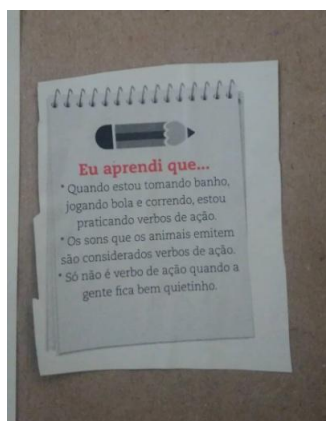 Eu aprendi que...
* Quando estou tomando banho,
jogando bola e correndo, estou
praticando verbos de ação.
* Os sons que os animais emitem
são considerados verbos de ação.
* Só não é verbo de ação quando a
gente fica bem quietinho.